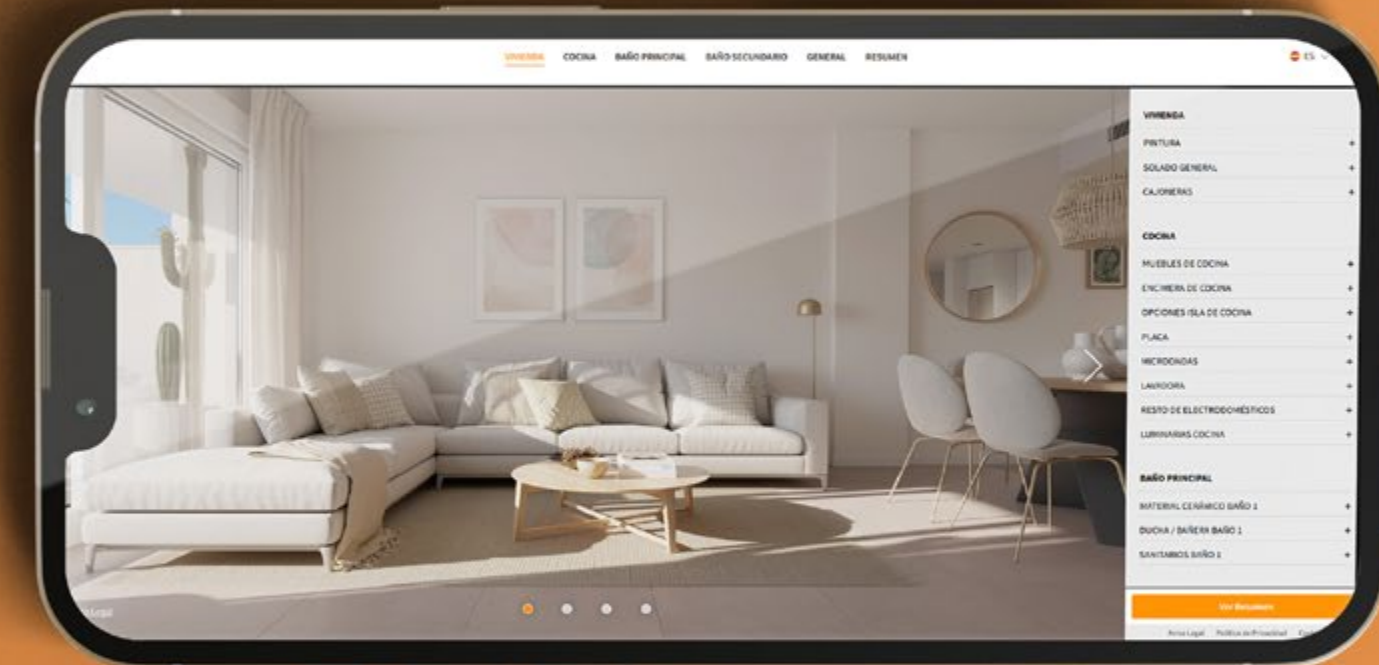 VIVIENDA COCINA BAÑO PRINCIPAL BAÑO SECUNDARIO GENERAL RESUMEN
ES
VIVIENDA
PINTURA +
SOLADO GENERAL +
CAJONERAS +
COCINA
MUEBLES DE COCINA +
ENCIMERA DE COCINA +
OPCIONES ISLA DE COCINA +
PLACA +
MICROONDAS +
LAVADORA +
RESTO DE ELECTRODOMÉSTICOS +
LUMINARIAS COCINA +
BAÑO PRINCIPAL
MATERIAL CERÁMICO BAÑO 1 +
DUCHA / BAÑERA BAÑO 1 +
SANITARIOS BAÑO 1 +
Ver Resumen
Aviso Legal Política de Privacidad